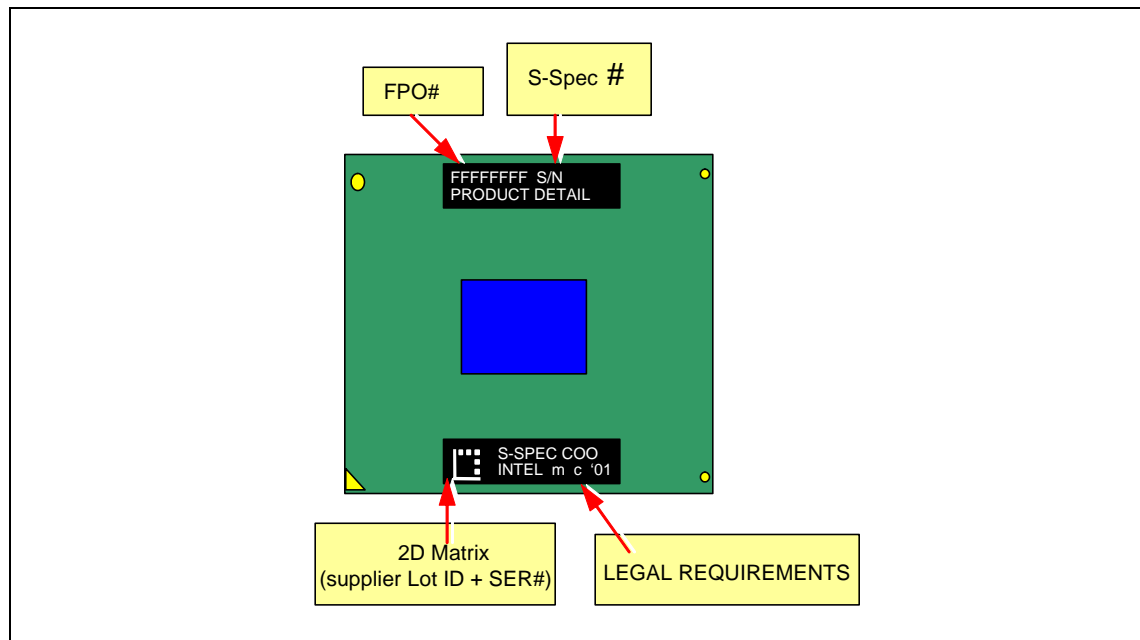 S-Spec #
FPO#
FFFFFFFF S/N
PRODUCT DETAIL
S-SPEC COO
INTEL m c '01
2D Matrix
(supplier Lot ID + SER#)
LEGAL REQUIREMENTS